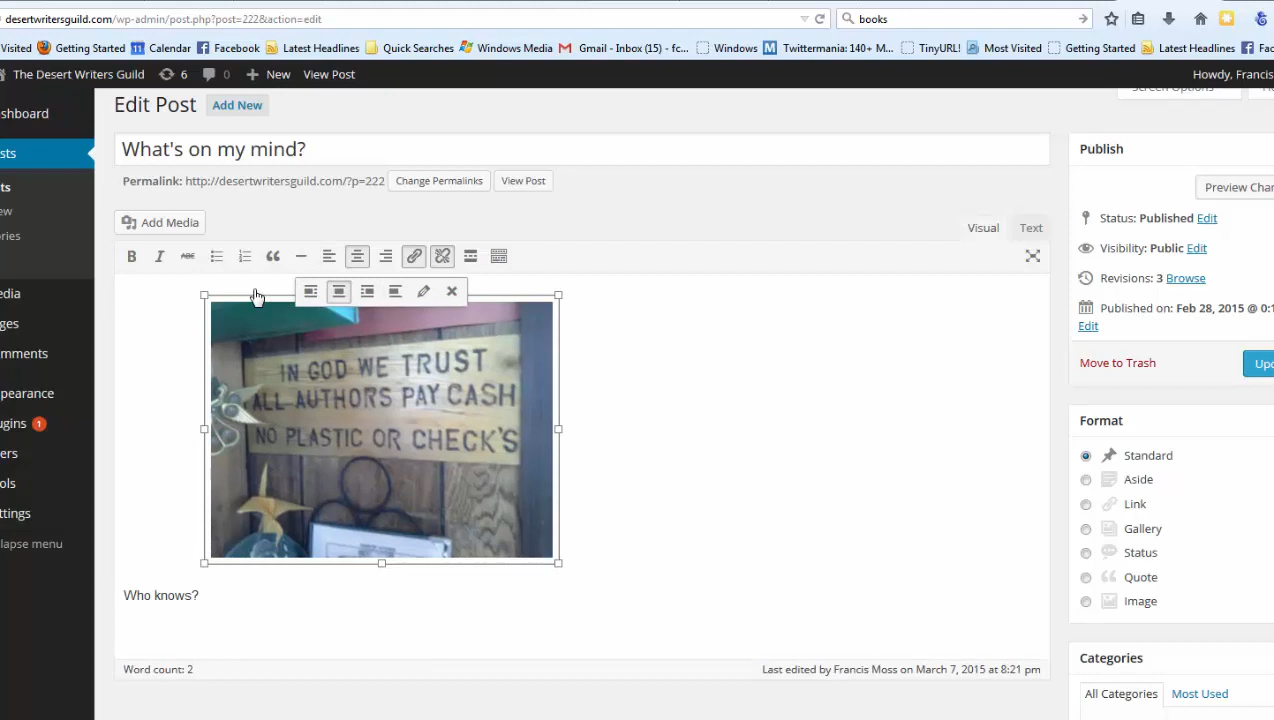 desertwritersguild.com/wp-admin/post.php?post=222&action=edit books
Visited Getting Started Calendar Facebook Latest Headlines Quick Searches Windows Media Gmail - Inbox (15) - fc... Windows Twittermania: 140+ M... TinyURL! Most Visited Getting Started Latest Headlines Fac
The Desert Writers Guild 6 0 New View Post Howdy, Francis
shboard Edit Post Add New Screen Options
sts What's on my mind? Publish
Permalink: http://desertwritersguild.com/?p=222 Change Permalinks View Post
ts Preview Chan
ew Add Media Visual Text Status: Published Edit
ories B I ABC Visibility: Public Edit
Revisions: 3 Browse
edia Published on: Feb 28, 2015 @ 0:1
ges Edit
mments IN GOD WE TRUST Move to Trash Upd
pearance ALL AUTHORS PAY CASH
ugins 1 NO PLASTIC OR CHECK'S Format
ers Standard
ols Aside
ttings Link
lapse menu Gallery
Status
Quote
Who knows? Image
Categories
Word count: 2 Last edited by Francis Moss on March 7, 2015 at 8:21 pm
All Categories Most Used